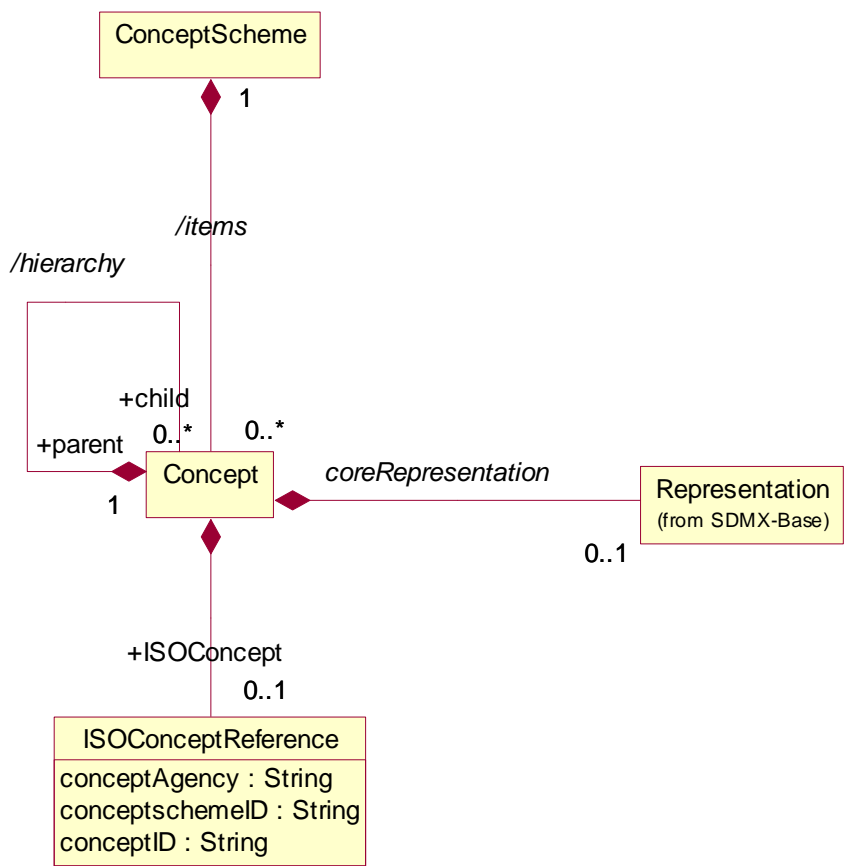 ConceptScheme
1
/items
/hierarchy
+child
0..*
0..*
+parent
1
Concept
coreRepresentation
Representation
(from SDMX-Base)
0..1
+ISOConcept
0..1
ISOConceptReference
conceptAgency : String
conceptschemeID : String
conceptID : String